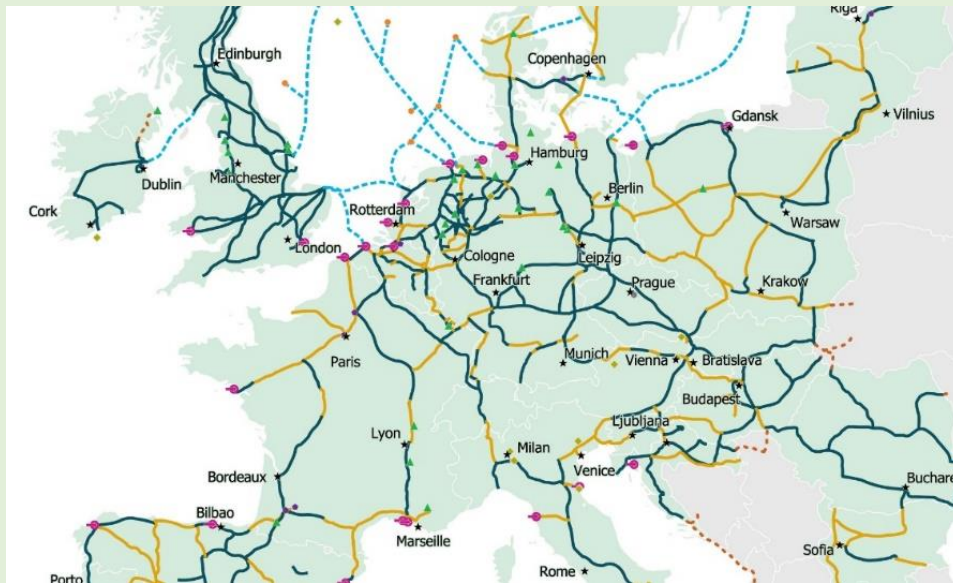 Riga
Edinburgh
Copenhagen
Gdansk
Vilnius
Hamburg
Dublin
Manchester
Berlin
Cork
Rotterdam
Warsaw
London
Cologne
Leipzig
Frankfurt
Prague
Krakow
Paris
Munich
Vienna
Bratislava
Budapest
Ljubljana
Lyon
Milan
Venice
Bordeaux
Buchare
Bilbao
Marseille
Sofia
Porto
Rome